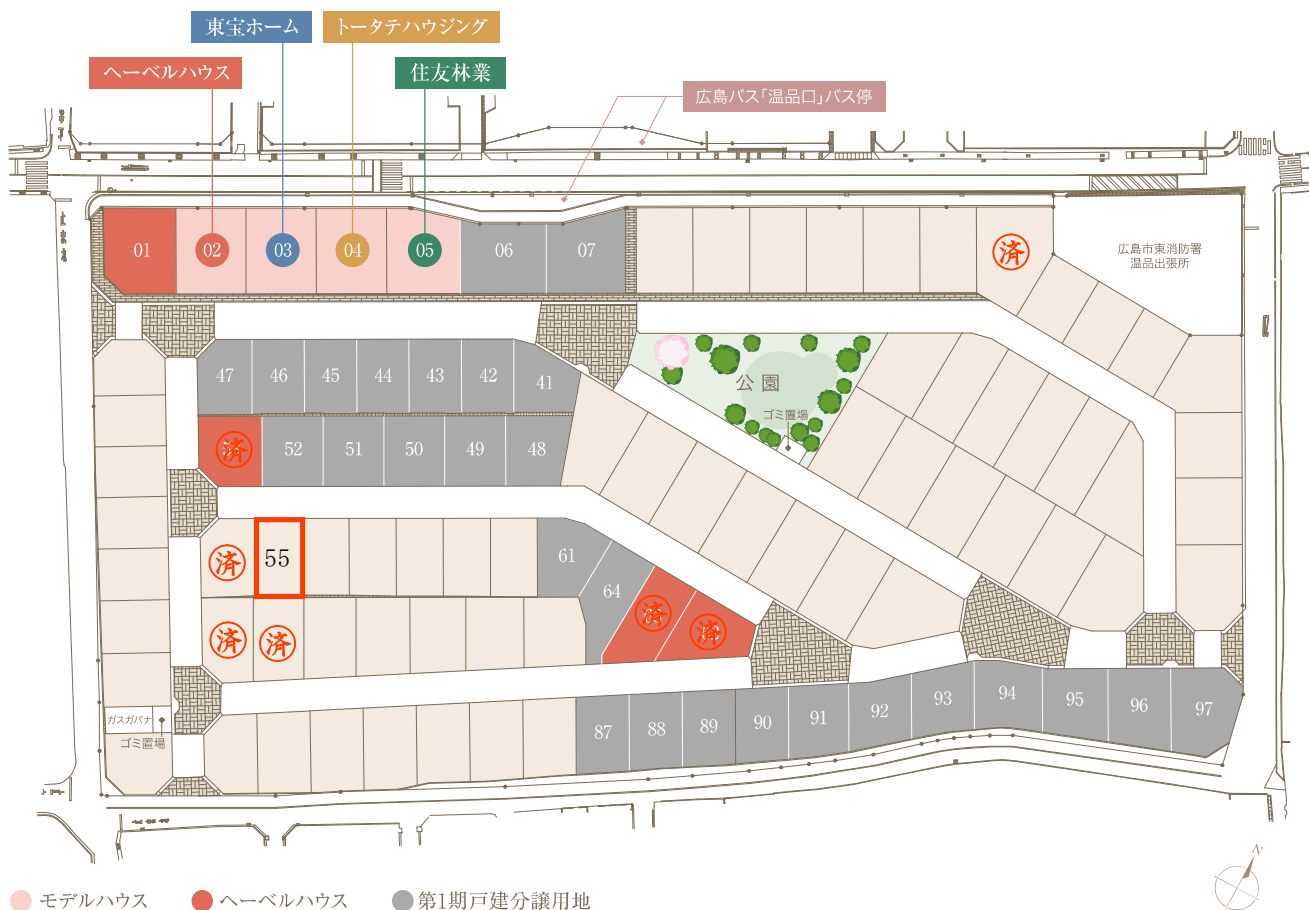 東宝ホーム
トータテハウジング
ヘーベルハウス
住友林業
広島バス「温品口」バス停
01
02
03
04
05
06
07
済
広島市東消防署
温品出張所
47
46
45
44
43
42
41
公園
ゴミ置場
済
52
51
50
49
48
済
55
61
64
済
済
済
済
87
88
89
90
91
92
93
94
95
96
97
ガスガバナ
ゴミ置場
N
モデルハウス
ヘーベルハウス
第1期戸建分譲用地